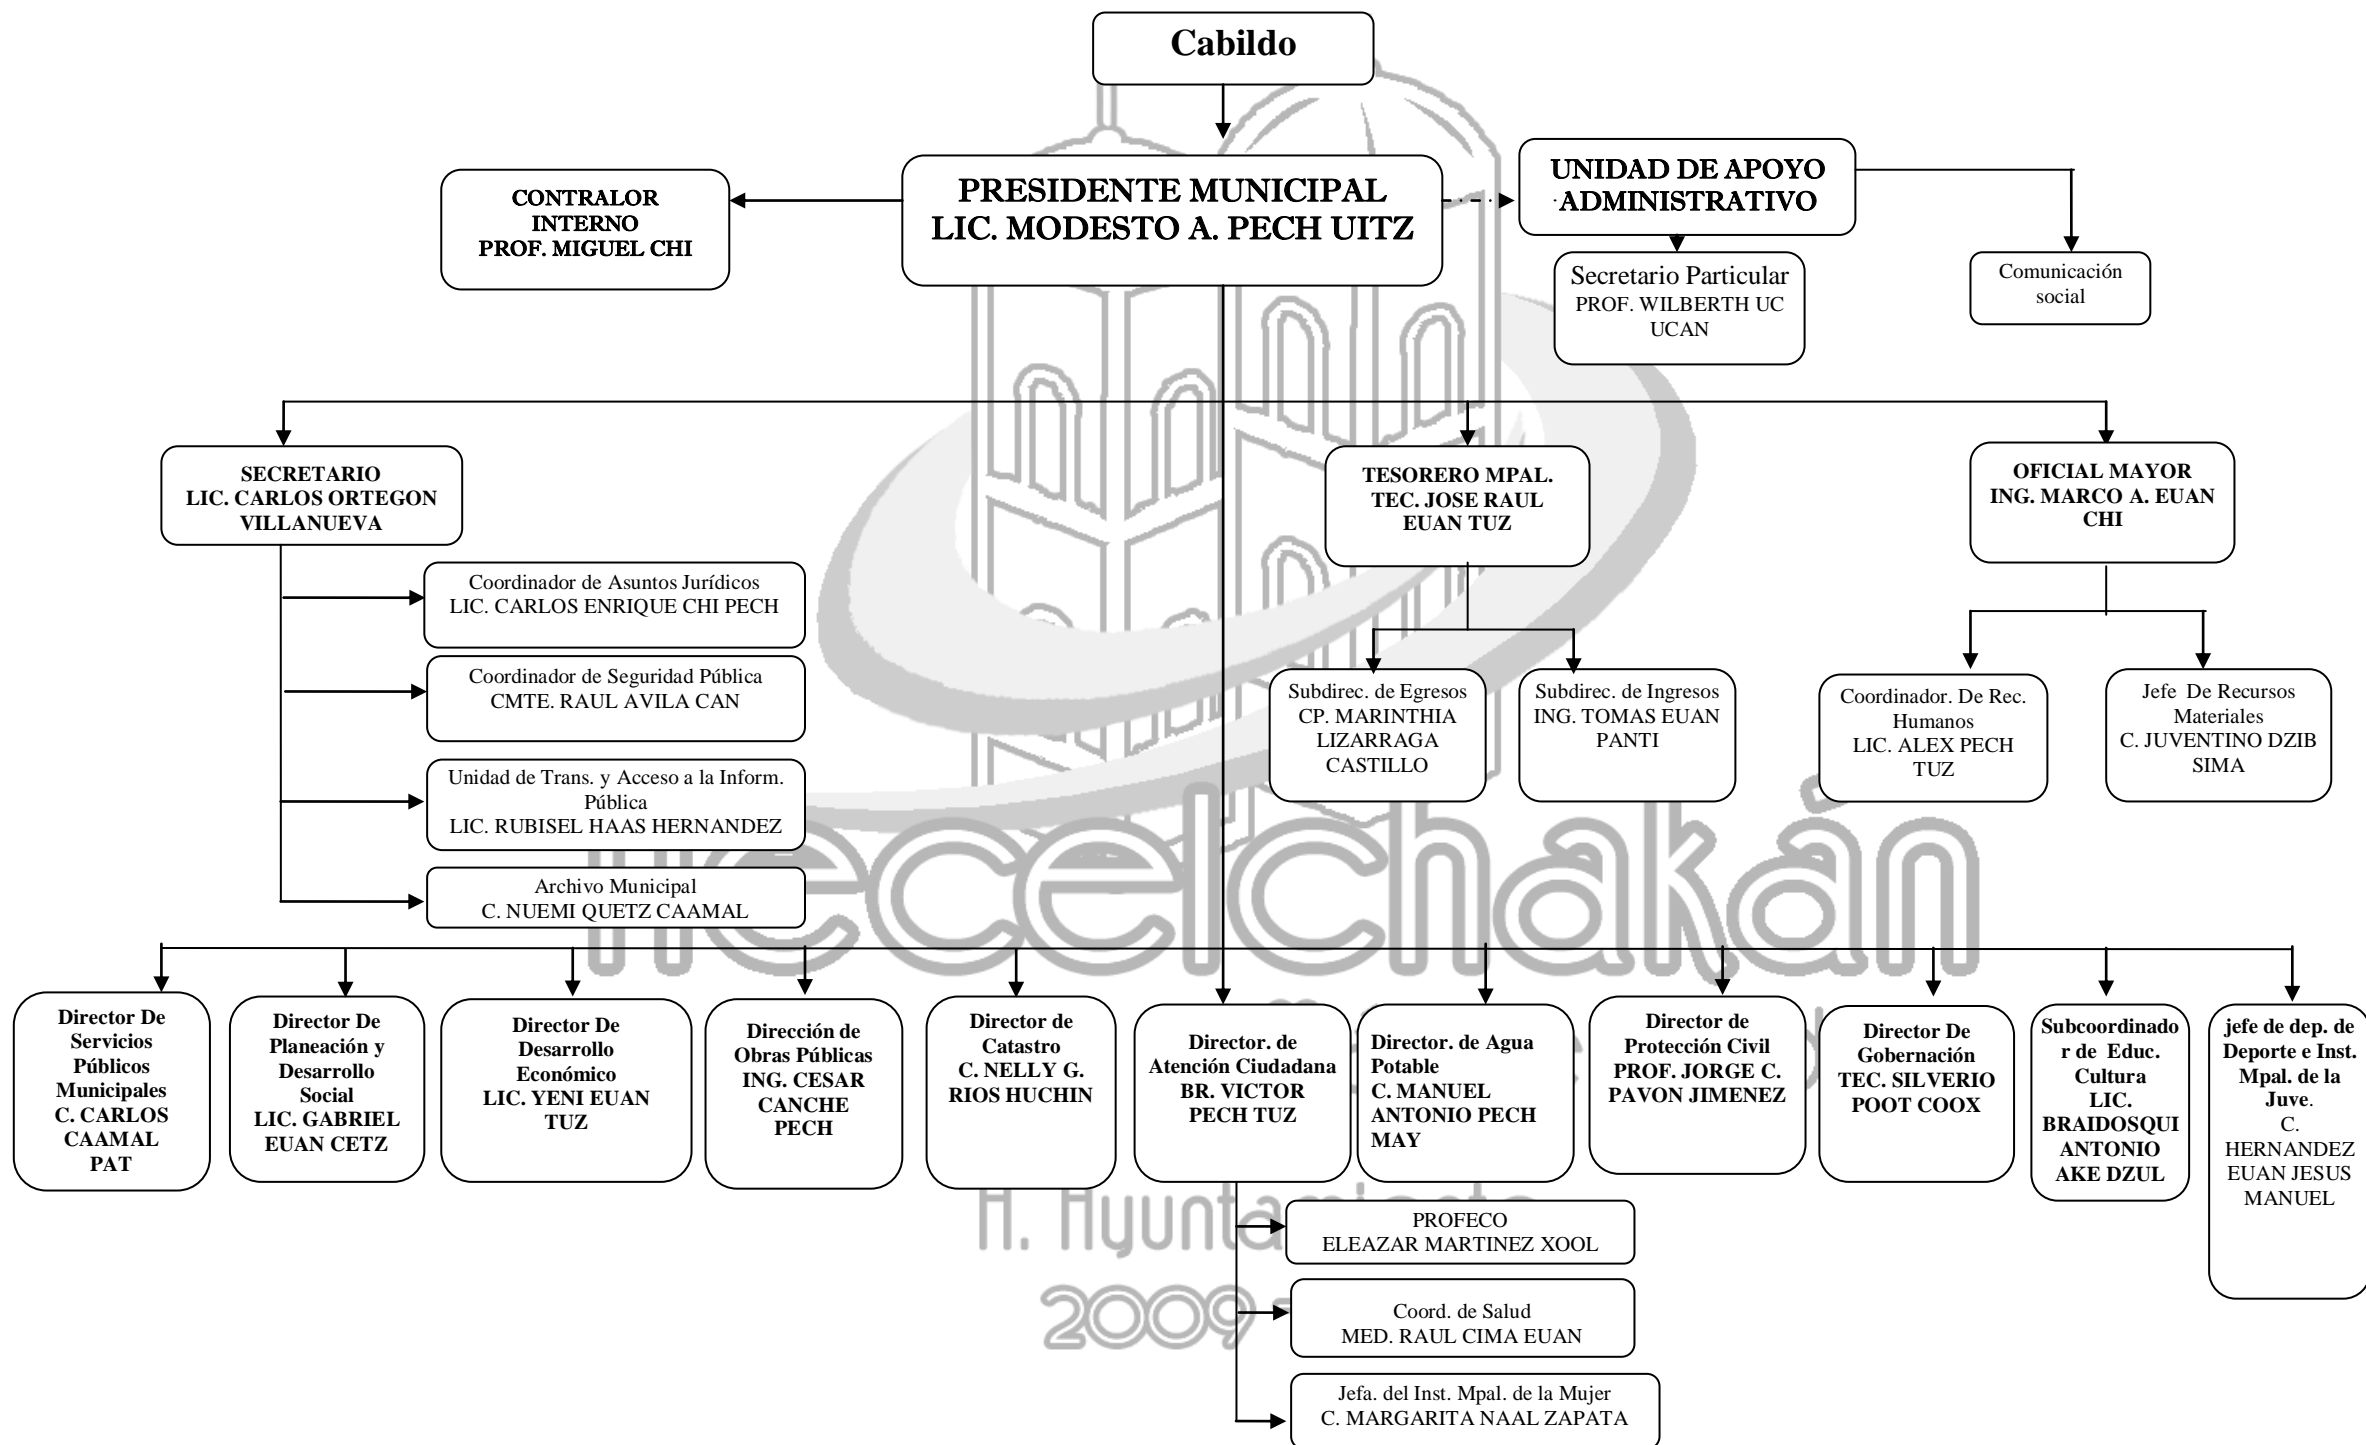 Cabildo
CONTRALOR
INTERNO
PROF. MIGUEL CHI
PRESIDENTE MUNICIPAL
LIC. MODESTO A. PECH UITZ
UNIDAD DE APOYO
ADMINISTRATIVO
Secretario Particular
PROF. WILBERTH UC
UCAN
Comunicación
social
SECRETARIO
LIC. CARLOS ORTEGON
VILLANUEVA
TESORERO MPAL.
TEC. JOSE RAUL
EUAN TUZ
OFICIAL MAYOR
ING. MARCO A. EUAN
CHI
Coordinador de Asuntos Jurídicos
LIC. CARLOS ENRIQUE CHI PECH
Coordinador de Seguridad Pública
CMTE. RAUL AVILA CAN
Unidad de Trans. y Acceso a la Inform.
Pública
LIC. RUBISEL HAAS HERNANDEZ
Archivo Municipal
C. NUEMI QUETZ CAAMAL
Subdirec. de Egresos
CP. MARINTHIA
LIZARRAGA
CASTILLO
Subdirec. de Ingresos
ING. TOMAS EUAN
PANTI
Coordinador. De Rec.
Humanos
LIC. ALEX PECH
TUZ
Jefe De Recursos
Materiales
C. JUVENTINO DZIB
SIMA
Hecelchakán
Director De
Servicios
Públicos
Municipales
C. CARLOS
CAAMAL
PAT
Director De
Planeación y
Desarrollo
Social
LIC. GABRIEL
EUAN CETZ
Director De
Desarrollo
Económico
LIC. YENI EUAN
TUZ
Dirección de
Obras Públicas
ING. CESAR
CANCHE
PECH
Director de
Catastro
C. NELLY G.
RIOS HUCHIN
Director. de
Atención Ciudadana
BR. VICTOR
PECH TUZ
Director. de Agua
Potable
C. MANUEL
ANTONIO PECH
MAY
Director de
Protección Civil
PROF. JORGE C.
PAVON JIMENEZ
Director De
Gobernación
TEC. SILVERIO
POOT COOX
Subcoordinado
r de Educ.
Cultura
LIC.
BRAIDOSQUI
ANTONIO
AKE DZUL
jefe de dep. de
Deporte e Inst.
Mpal. de la
Juve.
C.
HERNANDEZ
EUAN JESUS
MANUEL
PROFECO
ELEAZAR MARTINEZ XOOL
Coord. de Salud
MED. RAUL CIMA EUAN
Jefa. del Inst. Mpal. de la Mujer
C. MARGARITA NAAL ZAPATA
H. Ayuntamiento
2009